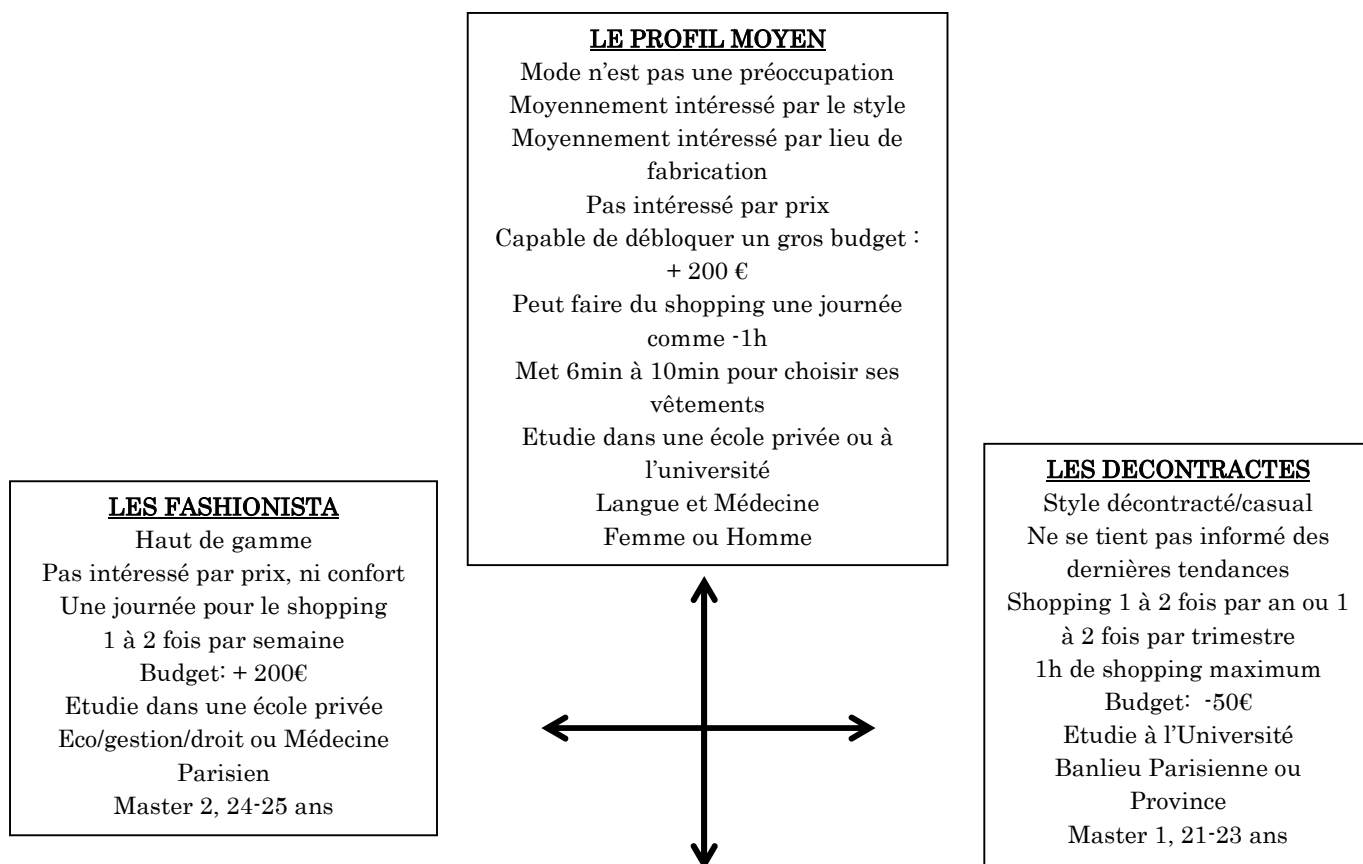 LE PROFIL MOYEN
Mode n’est pas une préoccupation
Moyennement intéressé par le style
Moyennement intéressé par lieu de
fabrication
Pas intéressé par prix
Capable de débloquer un gros budget :
+ 200 €
Peut faire du shopping une journée
comme -1h
Met 6min à 10min pour choisir ses
vêtements
Etudie dans une école privée ou à
l’université
Langue et Médecine
Femme ou Homme
LES FASHIONISTA
Haut de gamme
Pas intéressé par prix, ni confort
Une journée pour le shopping
1 à 2 fois par semaine
Budget: + 200€
Etudie dans une école privée
Eco/gestion/droit ou Médecine
Parisien
Master 2, 24-25 ans
LES DECONTRACTES
Style décontracté/casual
Ne se tient pas informé des
dernières tendances
Shopping 1 à 2 fois par an ou 1
à 2 fois par trimestre
1h de shopping maximum
Budget: -50€
Etudie à l’Université
Banlieu Parisienne ou
Province
Master 1, 21-23 ans